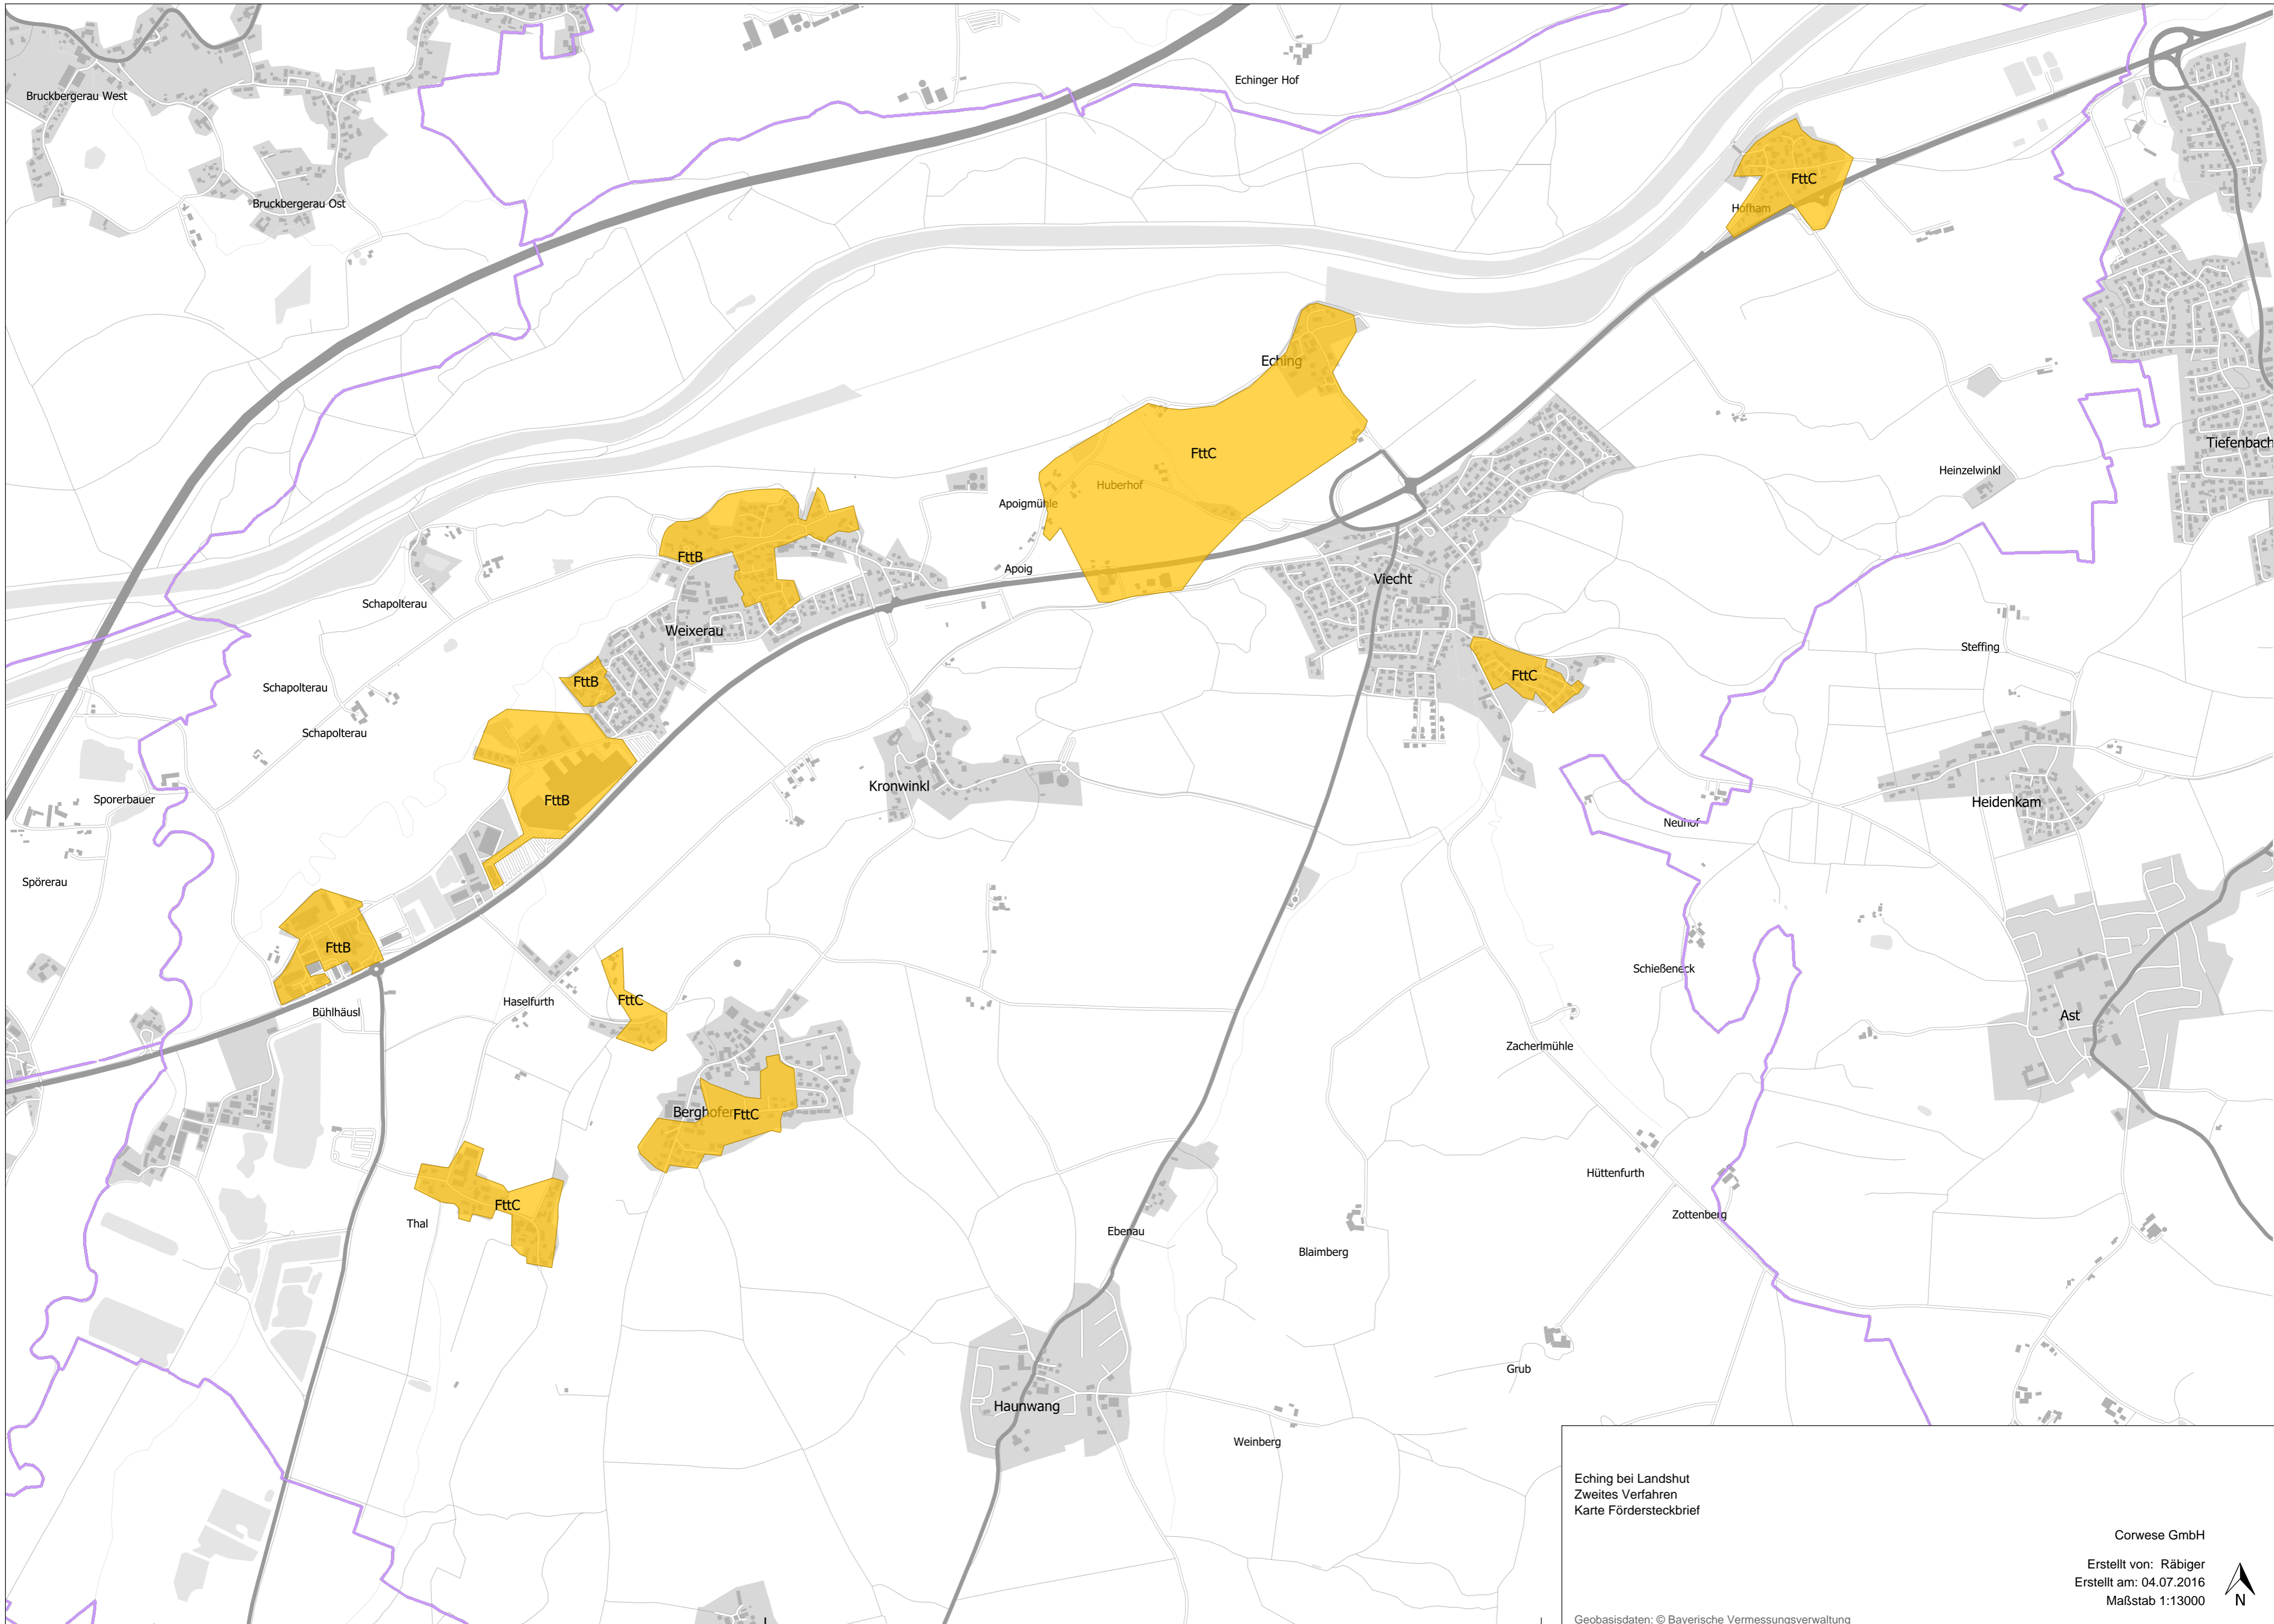 Echinger Hof
Bruckbergerau West
FttC
Bruckbergerau Ost
Hofham
Eching
Tiefenbach
FttC
Heinzelwinkl
Huberhof
Apoigmühle
FttB
Apoig
Viecht
Schapolterau
Weixerau
Steffing
FttC
FttB
Schapolterau
Schapolterau
Kronwinkl
Sporerbauer
FttB
Heidenkam
Neuhof
Spörerau
FttB
Schießeneck
FttC
Haselfurth
Bühlhäusl
Ast
Zacherlmühle
Berghofen
FttC
Hüttenfurth
FttC
Zottenberg
Thal
Ebenau
Blaimberg
Grub
Haunwang
Weinberg
Eching bei Landshut
Zweites Verfahren
Karte Fördersteckbrief
Corwese GmbH
Erstellt von: Räbiger
Erstellt am: 04.07.2016
Maßstab 1:13000
N
Geobasisdaten: © Bayerische Vermessungsverwaltung